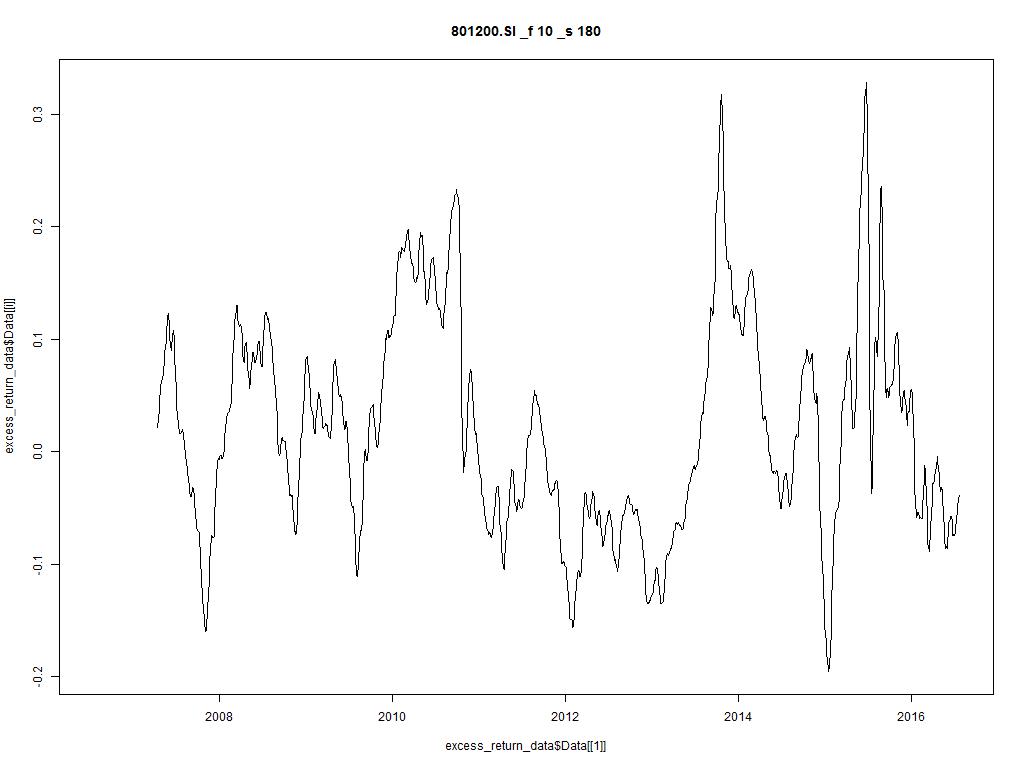 801200.SI _f 10 _s 180
excess_return_data$Data[[i]]
0.3
0.2
0.1
0.0
-0.1
-0.2
2008 2010 2012 2014 2016
excess_return_data$Data[[1]]